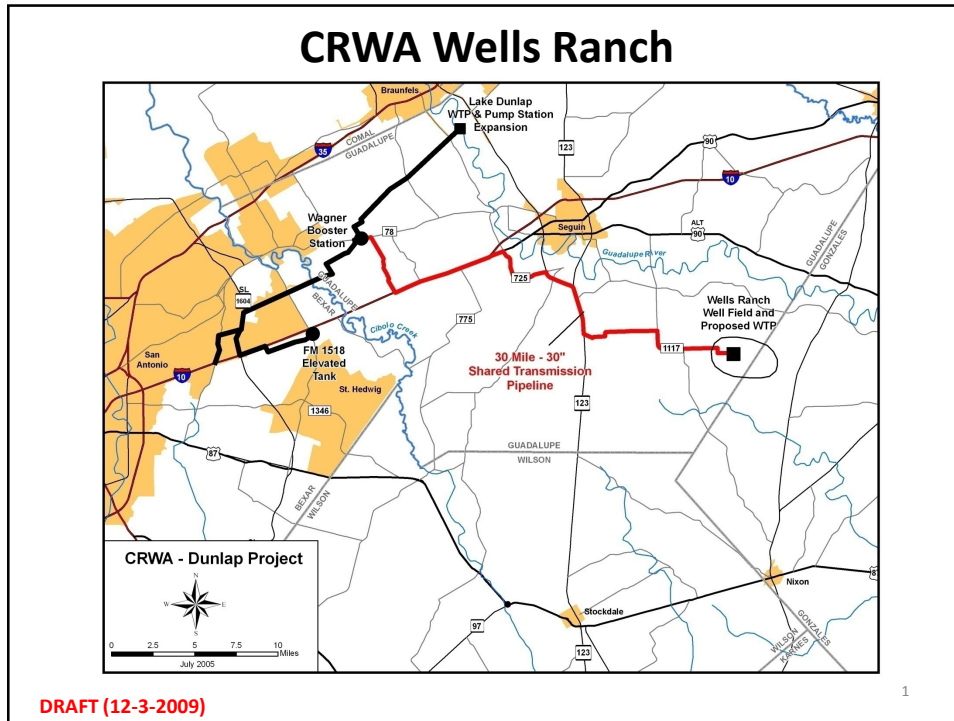 CRWA Wells Ranch
Braunfels
Lake Dunlap
WTP & Pump Station
Expansion
COMAL
GUADALUPE
35
123
90
10
Wagner
Booster
Station
78
Seguin
ALT
90
Guadalupe River
GUADALUPE
GONZALES
SL
1604
GUADALUPE
BEXAR
725
Wells Ranch
Well Field and
Proposed WTP
Cibolo Creek
775
San
Antonio
10
FM 1518
Elevated
Tank
30 Mile - 30"
Shared Transmission
Pipeline
1117
St. Hedwig
1346
123
87
GUADALUPE
WILSON
BEXAR
WILSON
CRWA - Dunlap Project
N
W
E
S
0 2.5 5 7.5 10
Miles
July 2005
Nixon
Stockdale
97
123
GONZALES
WILSON
KARNES
DRAFT (12-3-2009)
1